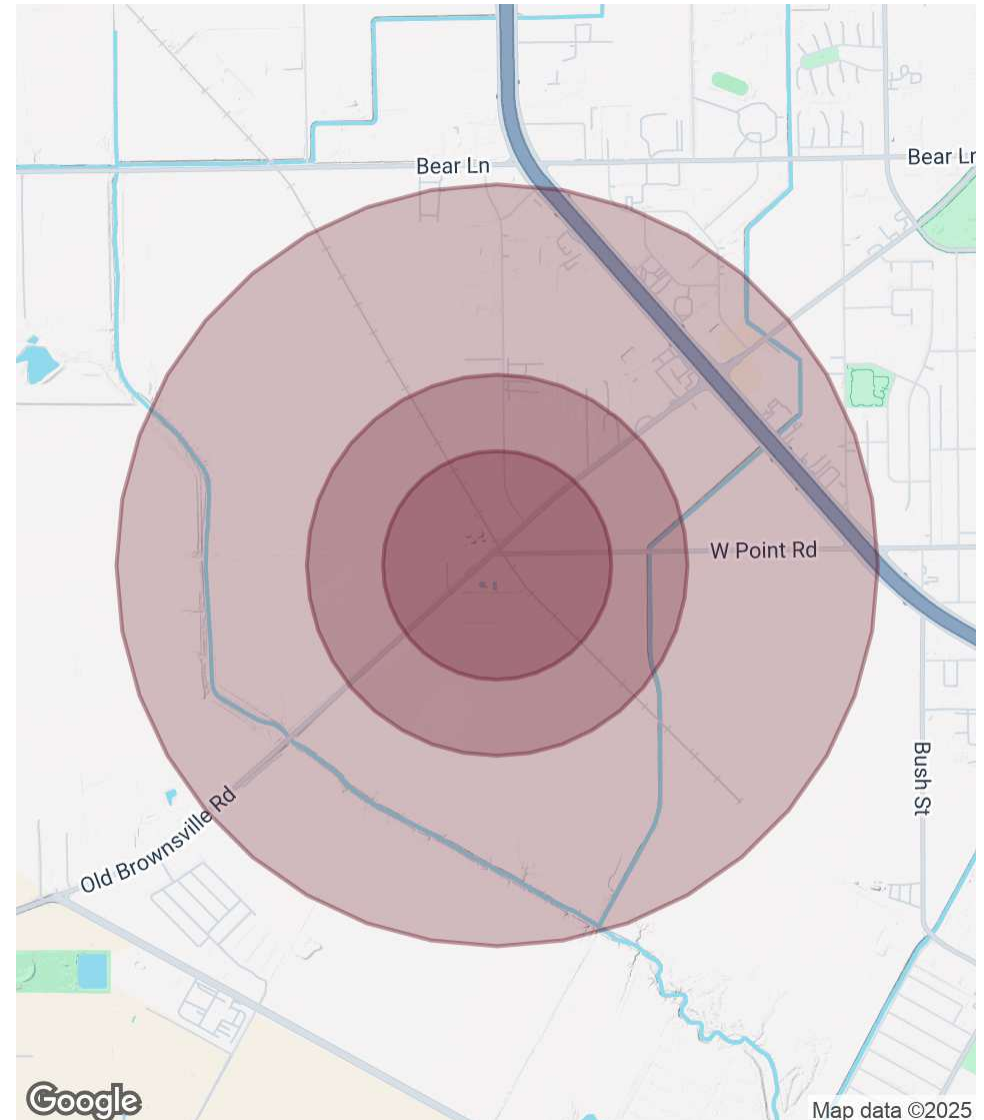 Bear Ln
Bear Ln
W Point Rd
Bush St
Old Brownsville Rd
Google
Map data ©2025